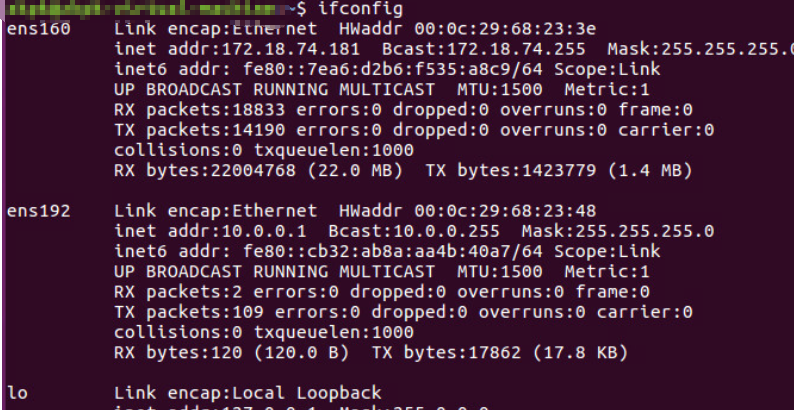 ~$ ifconfig
ens160 Link encap:Ethernet HWaddr 00:0c:29:68:23:3e
inet addr:172.18.74.181 Bcast:172.18.74.255 Mask:255.255.255.0
inet6 addr: fe80::7ea6:d2b6:f535:a8c9/64 Scope:Link
UP BROADCAST RUNNING MULTICAST MTU:1500 Metric:1
RX packets:18833 errors:0 dropped:0 overruns:0 frame:0
TX packets:14190 errors:0 dropped:0 overruns:0 carrier:0
collisions:0 txqueuelen:1000
RX bytes:22004768 (22.0 MB) TX bytes:1423779 (1.4 MB)
ens192 Link encap:Ethernet HWaddr 00:0c:29:68:23:48
inet addr:10.0.0.1 Bcast:10.0.0.255 Mask:255.255.255.0
inet6 addr: fe80::cb32:ab8a:aa4b:40a7/64 Scope:Link
UP BROADCAST RUNNING MULTICAST MTU:1500 Metric:1
RX packets:2 errors:0 dropped:0 overruns:0 frame:0
TX packets:109 errors:0 dropped:0 overruns:0 carrier:0
collisions:0 txqueuelen:1000
RX bytes:120 (120.0 B) TX bytes:17862 (17.8 KB)
lo Link encap:Local Loopback